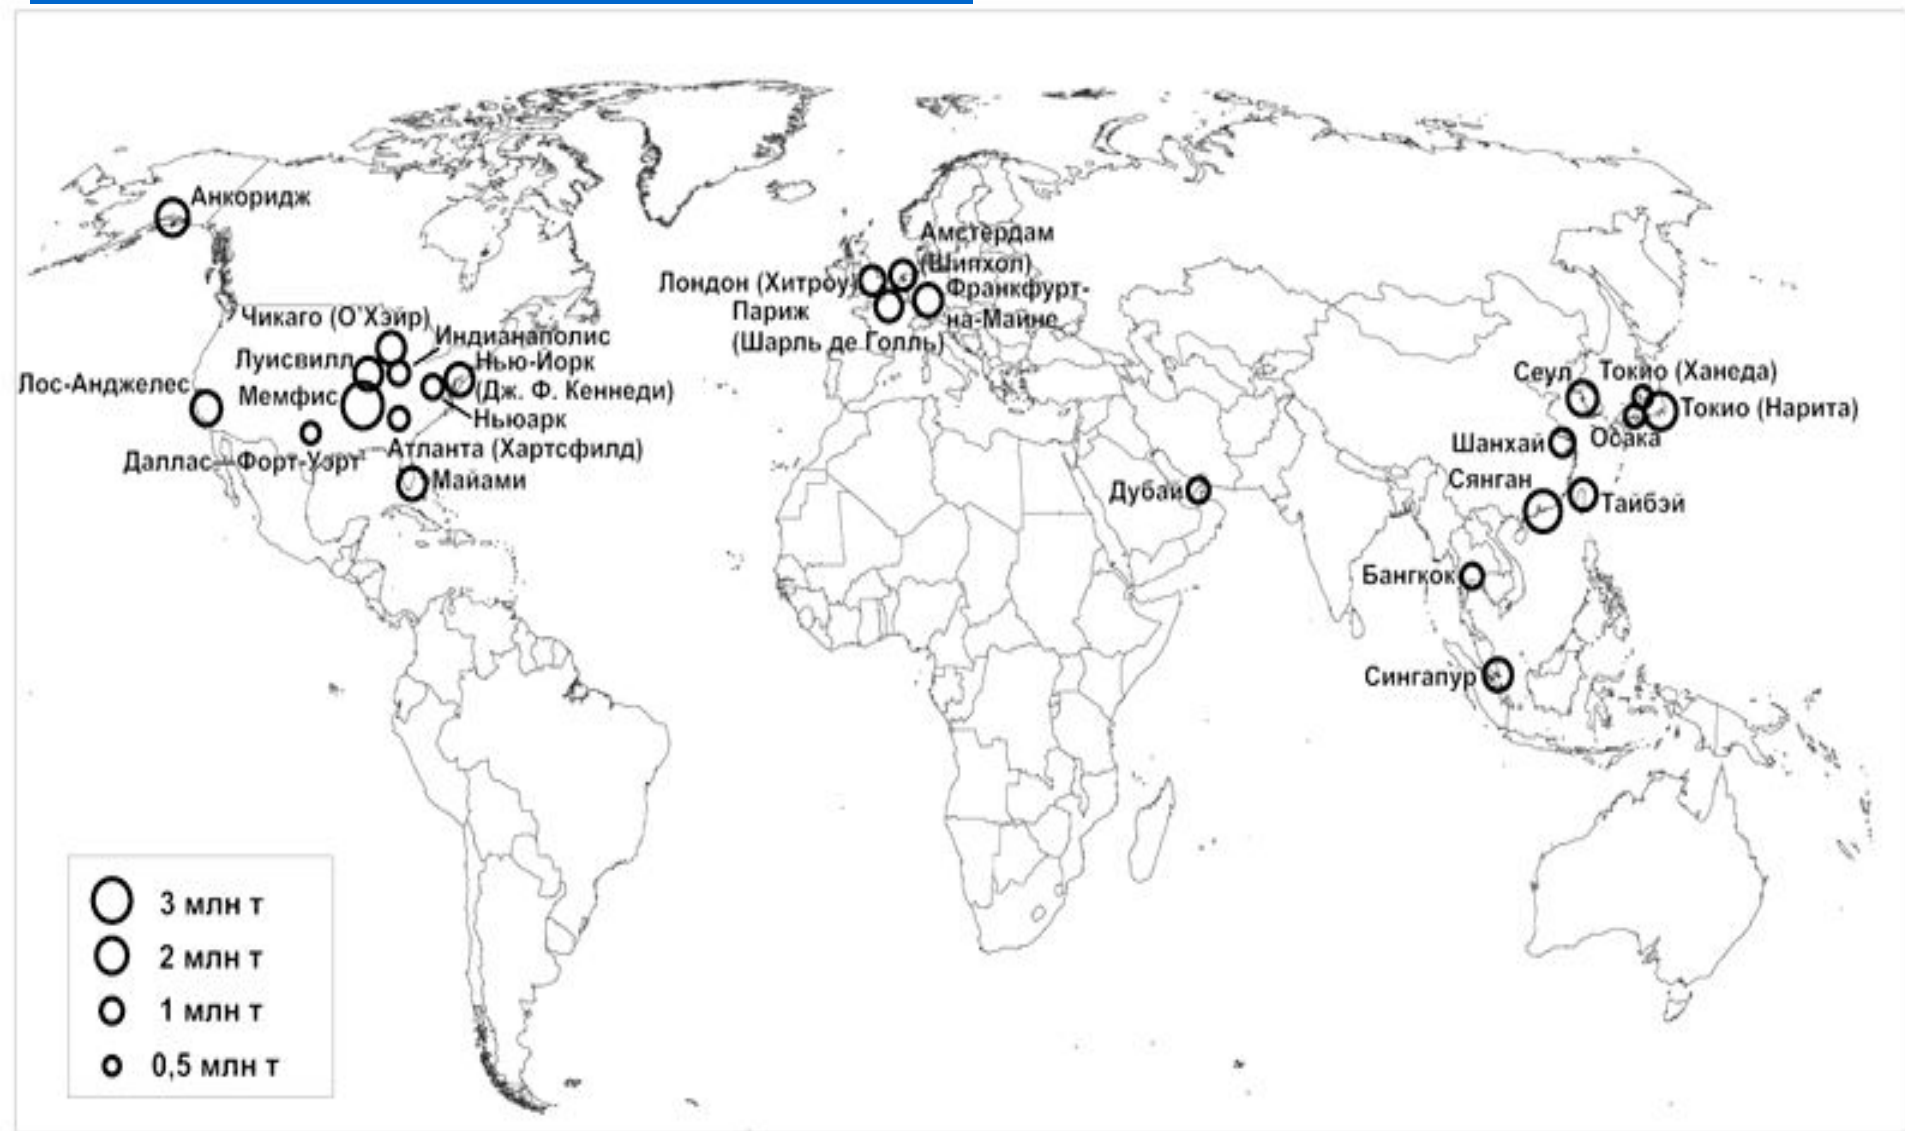 Анкоридж
Амстердам
(Шипхол)
Лондон (Хитроу)
Франкфурт-
на-Майне
Париж
(Шарль де Голль)
Чикаго (О'Хэйр)
Индианаполис
Луисвилл
Нью-Йорк
(Дж. Ф. Кеннеди)
Лос-Анджелес
Мемфис
Ньюарк
Атланта (Хартсфилд)
Даллас-Форт-Уэрт
Майами
Сеул
Токио (Ханеда)
Токио (Нарита)
Осака
Шанхай
Сянган
Тайбэй
Дубай
Бангкок
Сингапур
3 млн т
2 млн т
1 млн т
0,5 млн т